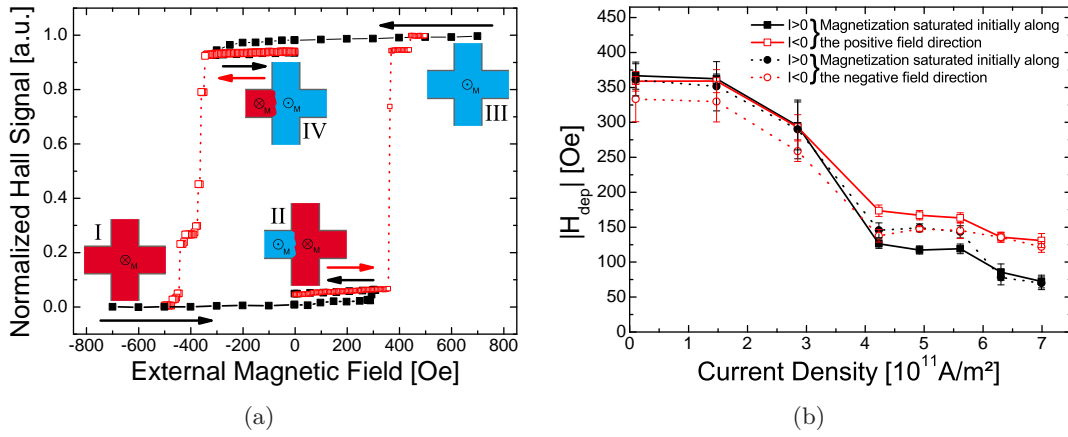 1.0
0.8
0.6
0.4
0.2
0.0
Normalized Hall Signal [a.u.]
-800 -600 -400 -200 0 200 400 600 800
External Magnetic Field [Oe]
I
⊗M
II
⊙M ⊗M
III
⊙M
IV
⊗M ⊙M
(a)
450
400
350
300
250
200
150
100
50
0
|H_dep| [Oe]
I>0 } Magnetization saturated initially along
I<0 } the positive field direction
I>0 } Magnetization saturated initially along
I<0 } the negative field direction
0 1 2 3 4 5 6 7
Current Density [10¹¹A/m²]
(b)